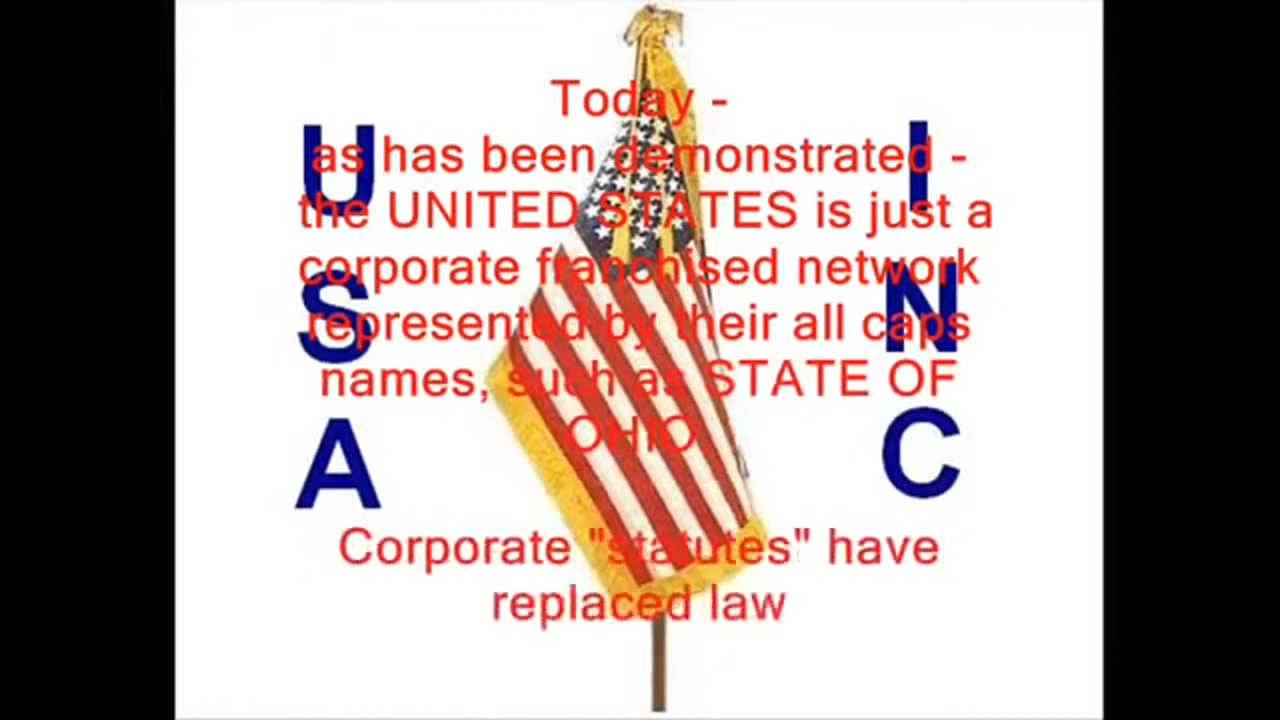 Today -
as has been demonstrated -
the UNITED STATES is just a
corporate franchised network
represented by their all caps
names, such as STATE OF
OHIO
Corporate "statutes" have
replaced law
U
S
A
I
N
C